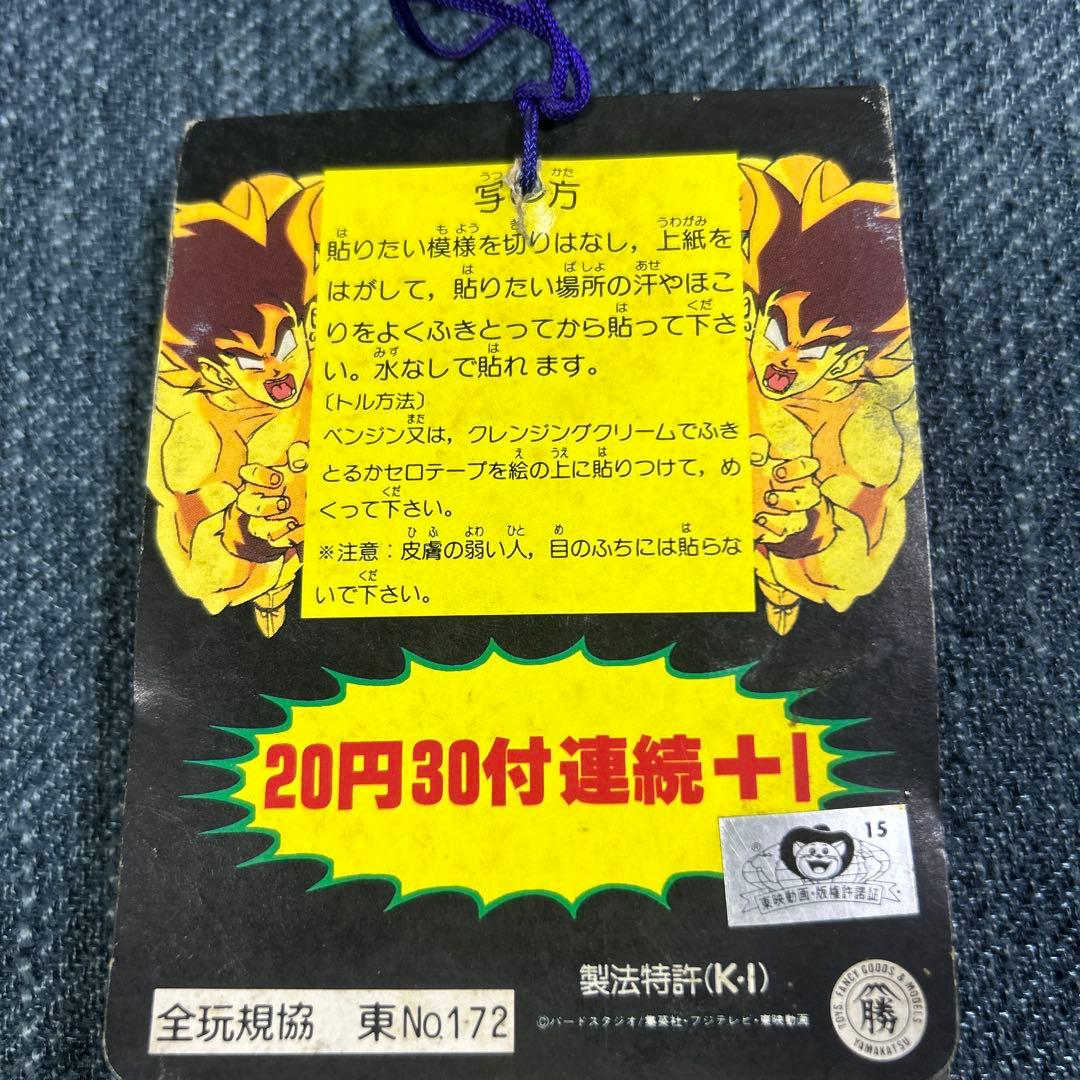 写し方
貼りたい模様を切りはなし，上紙を
はがして，貼りたい場所の汗やほこ
りをよくふきとってから貼って下さ
い。水なしで貼れます。
〔トル方法〕
ベンジン又は，クレンジングクリームでふき
とるかセロテープを絵の上に貼りつけて，め
くって下さい。
※注意：皮膚の弱い人，目のふちには貼らな
いで下さい。
20円30付連続＋1
15
®
東映動画・版権許諾証
製法特許(K・I)
©バードスタジオ/集英社・フジテレビ・東映動画
全玩規協 東No.172
TOYS, FANCY GOODS & MODELS
勝
YAMAKATSU